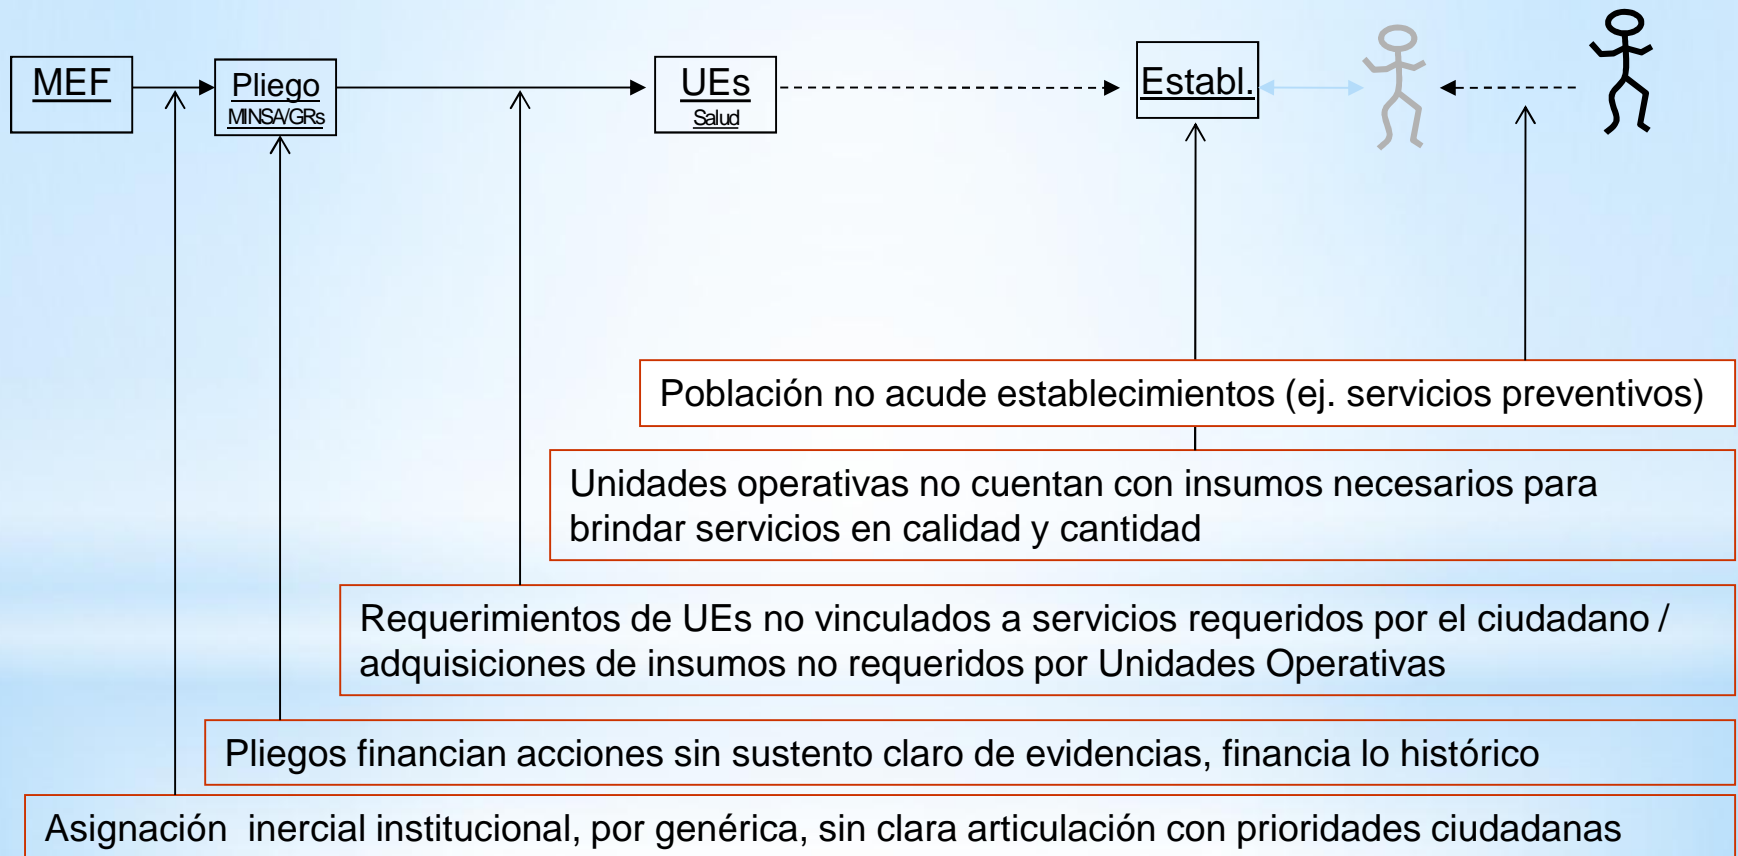 MEF
Pliego
MINSA/GRs
UEs
Salud
Establ.
Población no acude establecimientos (ej. servicios preventivos)
Unidades operativas no cuentan con insumos necesarios para
brindar servicios en calidad y cantidad
Requerimientos de UEs no vinculados a servicios requeridos por el ciudadano /
adquisiciones de insumos no requeridos por Unidades Operativas
Pliegos financian acciones sin sustento claro de evidencias, financia lo histórico
Asignación inercial institucional, por genérica, sin clara articulación con prioridades ciudadanas